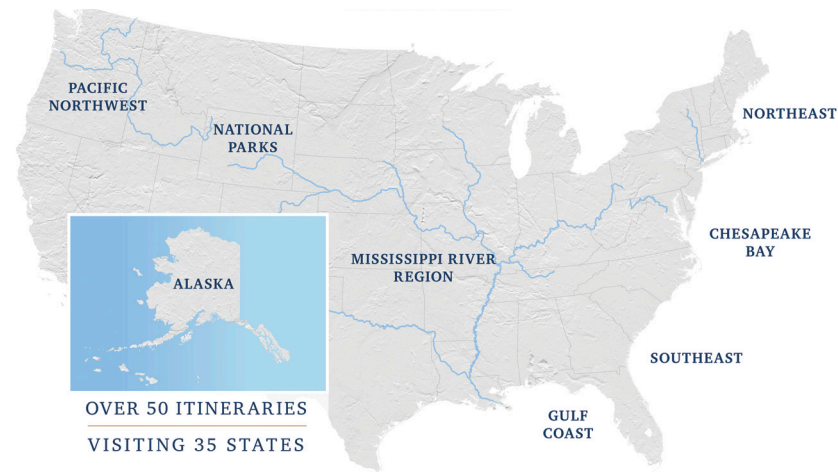 PACIFIC
NORTHWEST
NATIONAL
PARKS
NORTHEAST
MISSISSIPPI RIVER
REGION
CHESAPEAKE
BAY
ALASKA
SOUTHEAST
GULF
COAST
OVER 50 ITINERARIES
VISITING 35 STATES